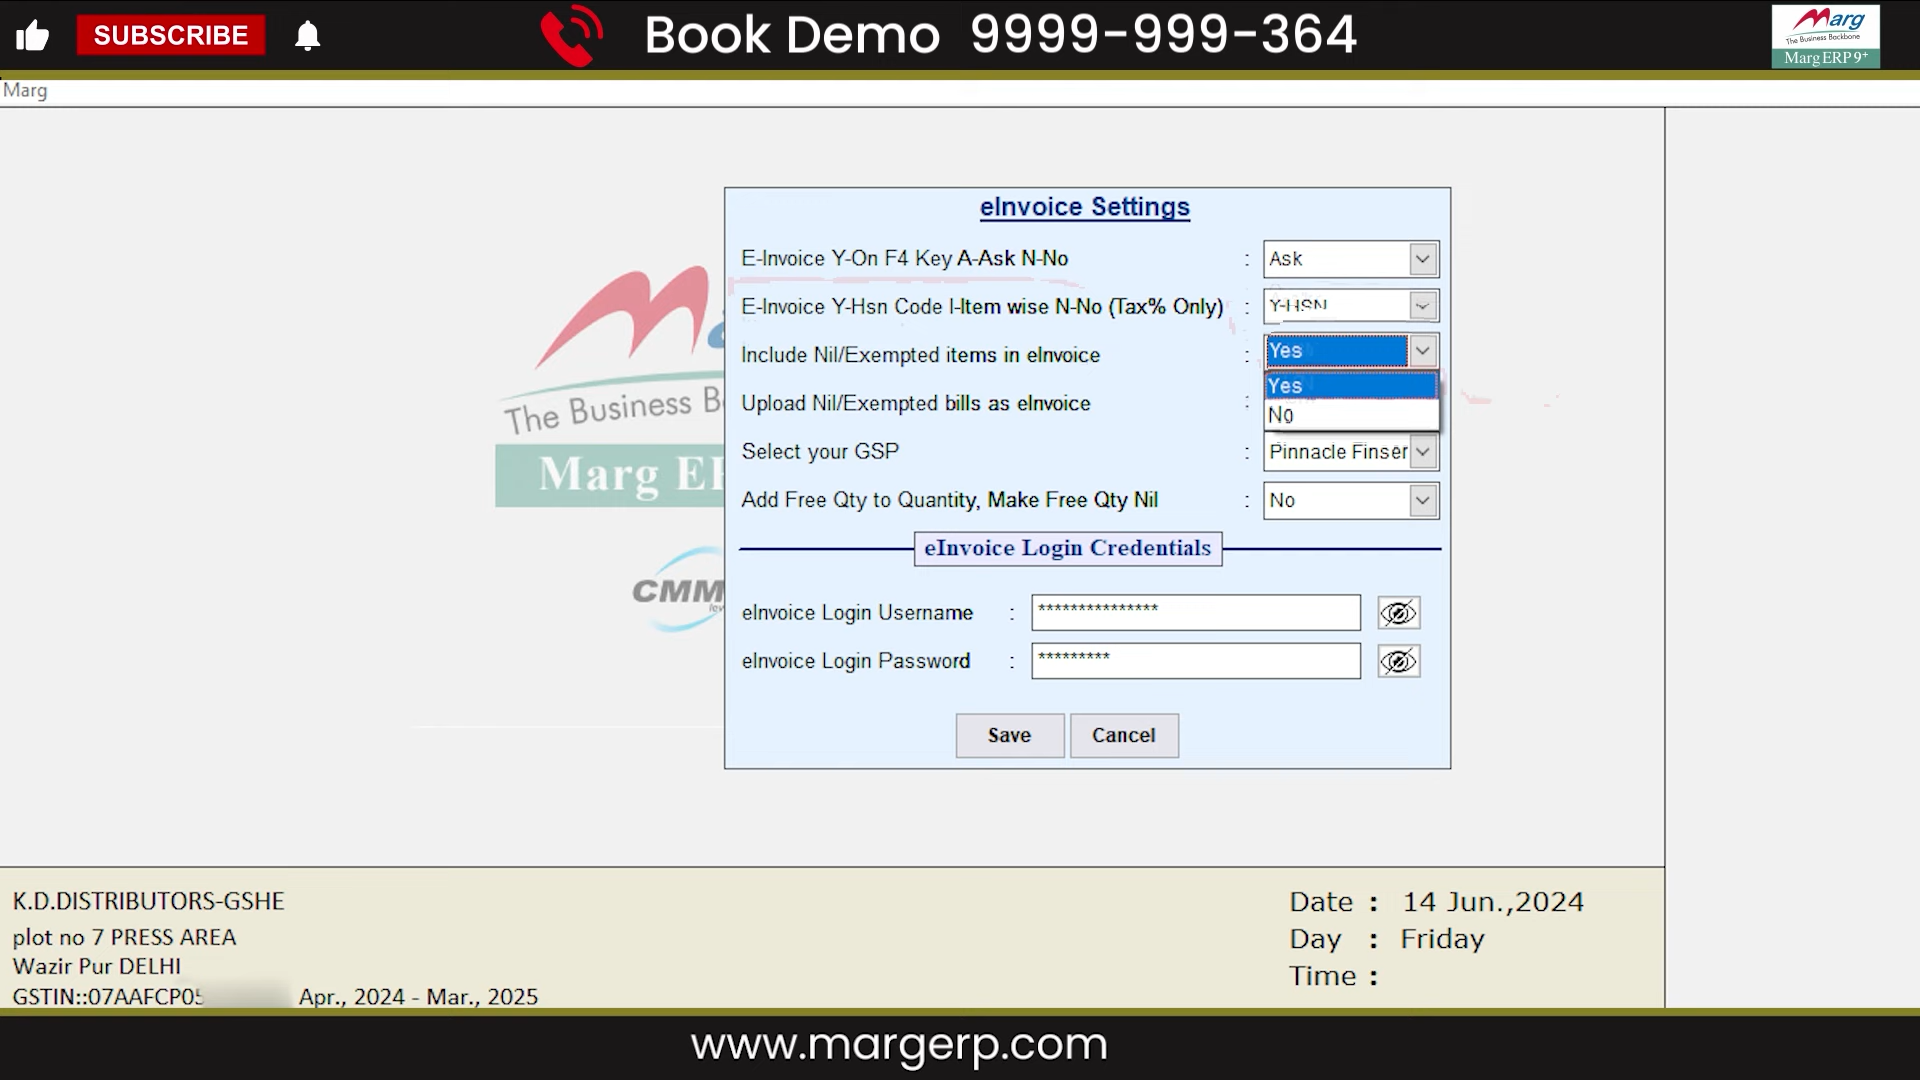 SUBSCRIBE
Book Demo 9999-999-364
Marg
The Business Backbone
Marg ERP 9+
Marg
eInvoice Settings
E-Invoice Y-On F4 Key A-Ask N-No : Ask
E-Invoice Y-Hsn Code I-Item wise N-No (Tax% Only) : Y-HSN
Include Nil/Exempted items in eInvoice : Yes
Yes
Upload Nil/Exempted bills as eInvoice :
No
Select your GSP : Pinnacle Finser
Add Free Qty to Quantity, Make Free Qty Nil : No
The Business B
Marg E
CMM
eInvoice Login Credentials
eInvoice Login Username : ***************
eInvoice Login Password : *********
Save Cancel
K.D.DISTRIBUTORS-GSHE
plot no 7 PRESS AREA
Wazir Pur DELHI
GSTIN::07AAFCP05 Apr., 2024 - Mar., 2025
Date : 14 Jun.,2024
Day : Friday
Time :
www.margerp.com